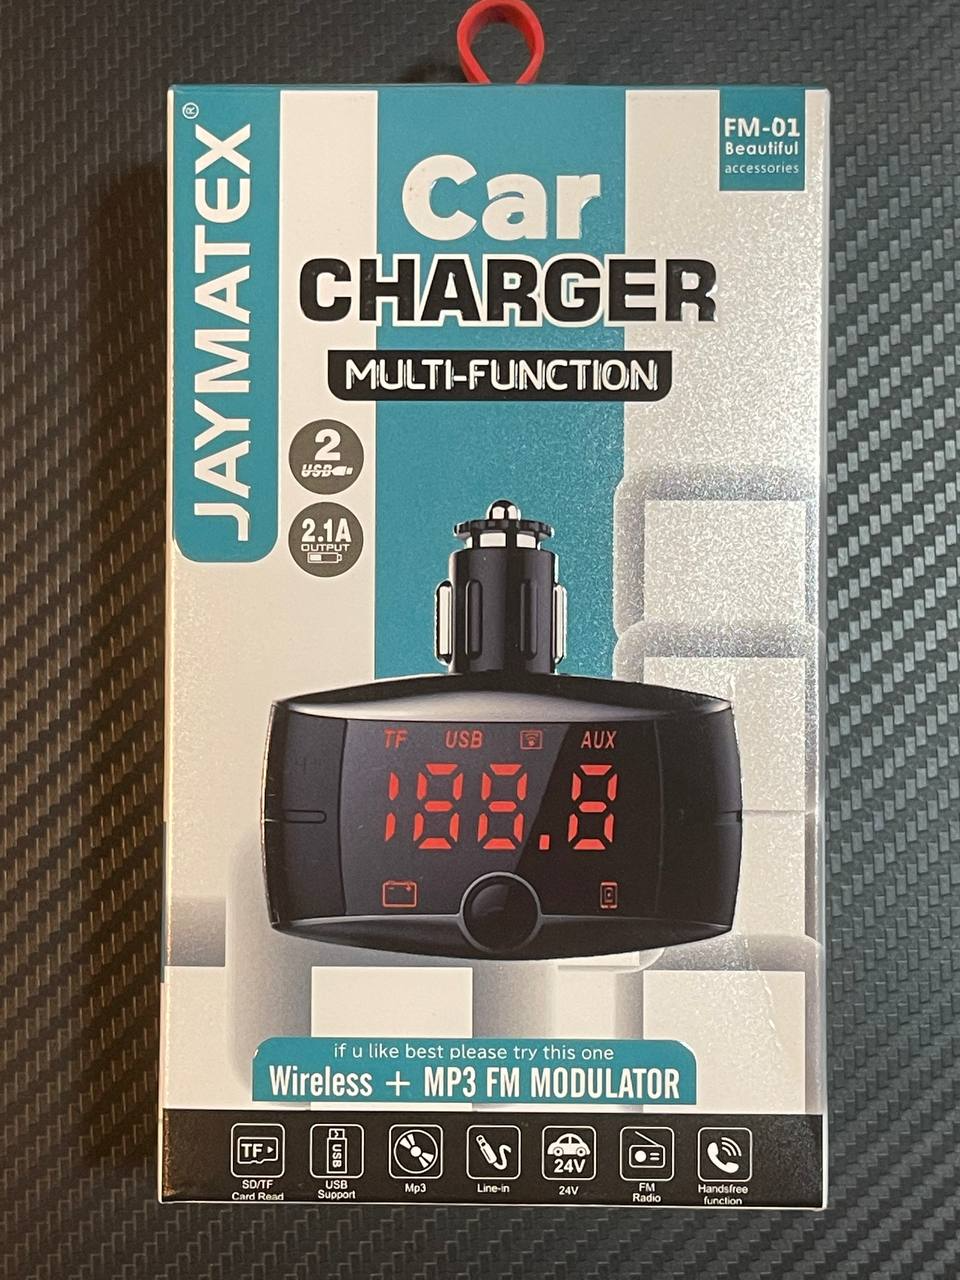 JAYMATEX®
FM-01
Beautiful
accessories
Car
CHARGER
MULTI-FUNCTION
2
USB
2.1A
OUTPUT
TF USB AUX
188.8
if u like best please try this one
Wireless + MP3 FM MODULATOR
TF
SD/TF
Card Read
USB
USB
Support
Mp3
Line-in
24V
24V
FM
Radio
Handsfree
function